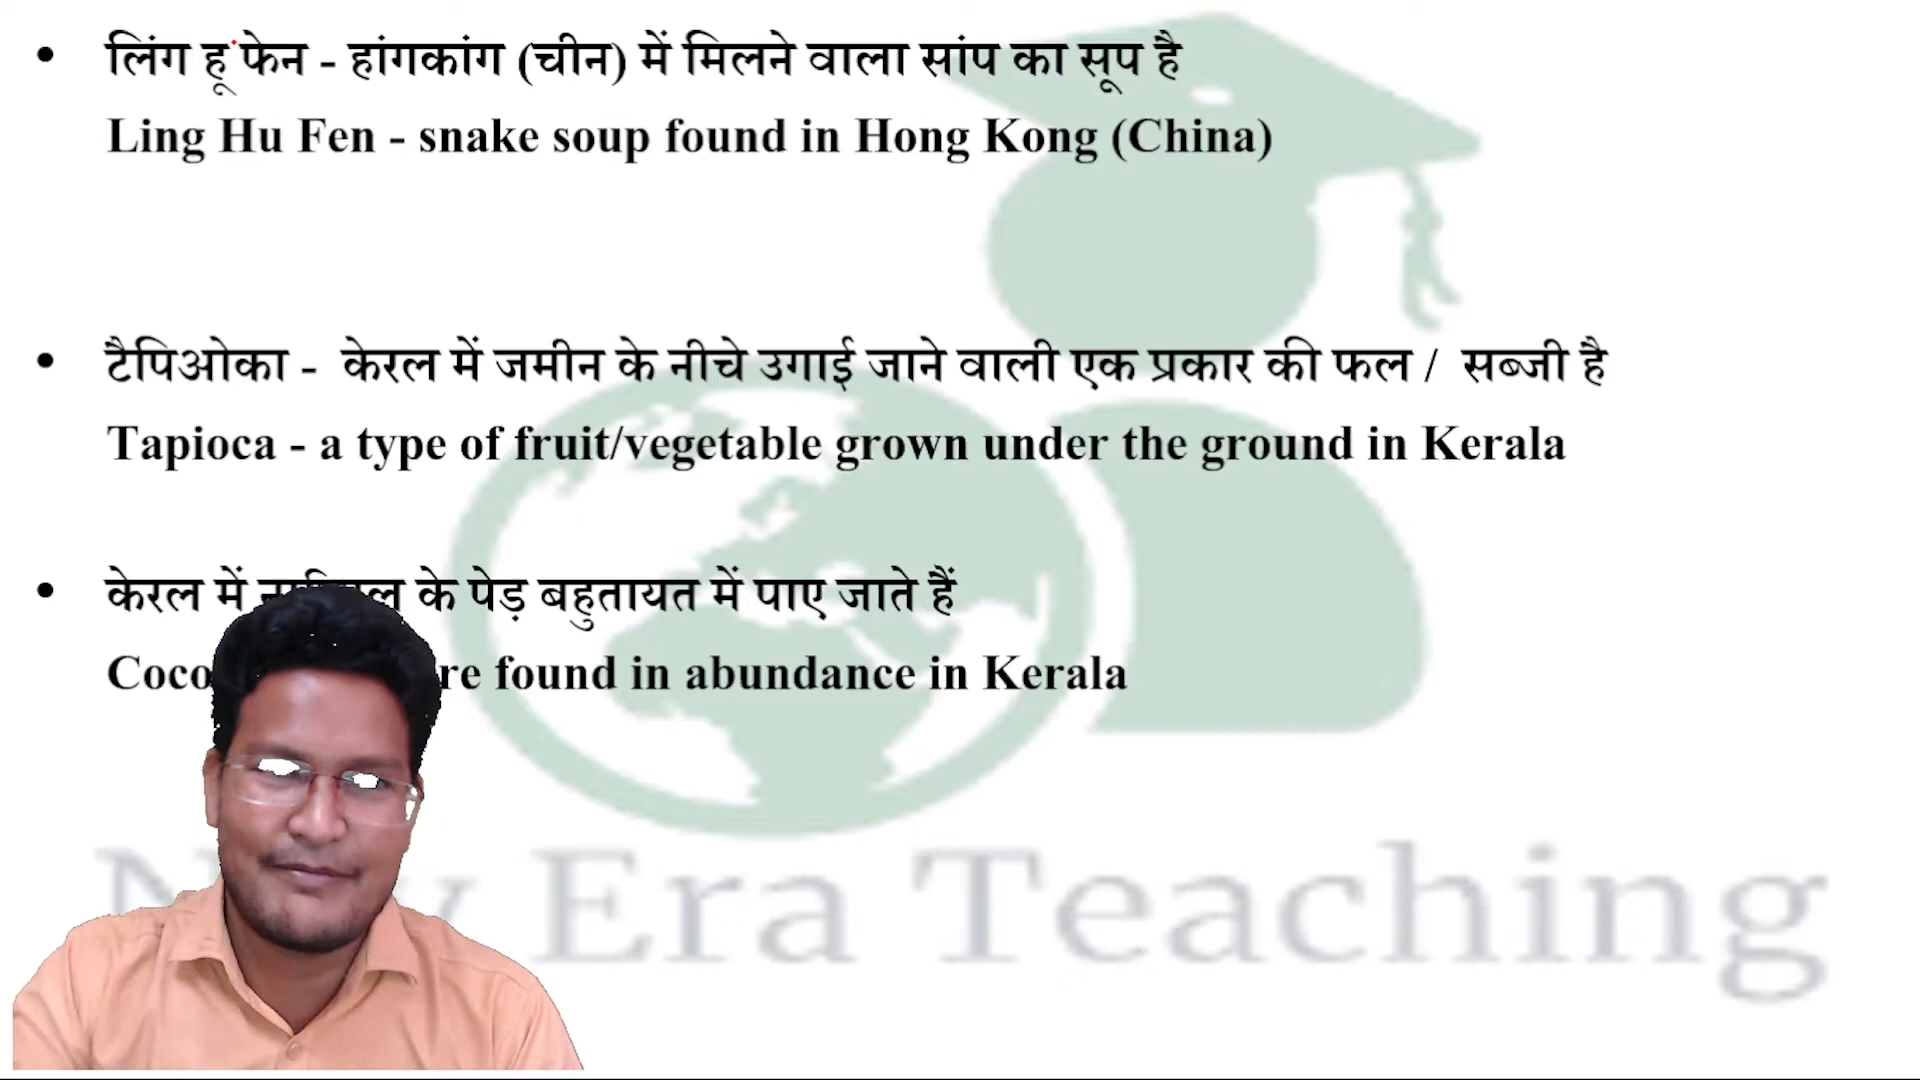 • लिंग हू फेन - हांगकांग (चीन) में मिलने वाला सांप का सूप है
Ling Hu Fen - snake soup found in Hong Kong (China)
• टैपिओका - केरल में जमीन के नीचे उगाई जाने वाली एक प्रकार की फल / सब्जी है
Tapioca - a type of fruit/vegetable grown under the ground in Kerala
• केरल में के पेड़ बहुतायत में पाए जाते हैं
found in abundance in Kerala
Era Teaching